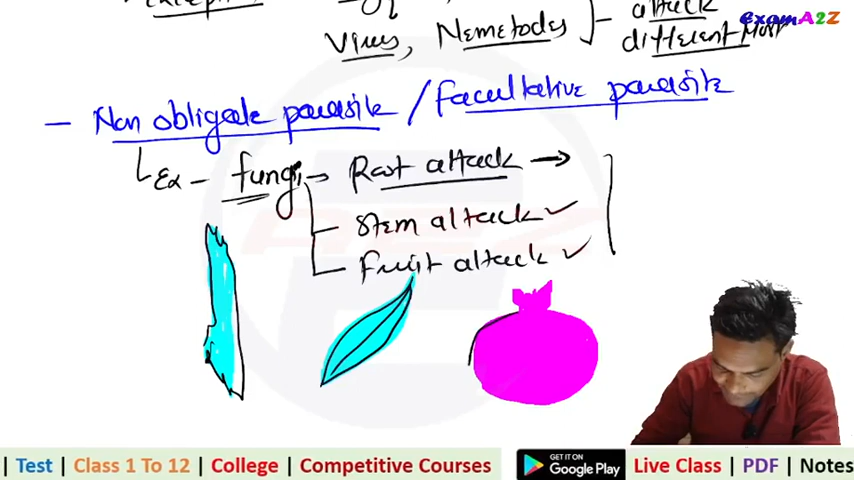 attack
ExamA2Z
Virus, Nemetodes
different Host
- Non obligate parasite / Facultative parasite
Ex - fungi → Root attack →
Stem attack ✓
Fruit attack ✓
| Test | Class 1 To 12 | College | Competitive Courses
GET IT ON
Google Play
Live Class | PDF | Notes